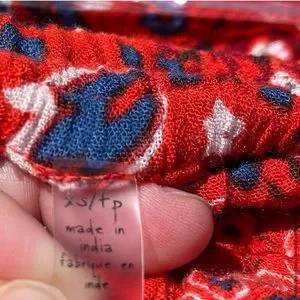 xs/tp
made in
india
fabriqué en
inde